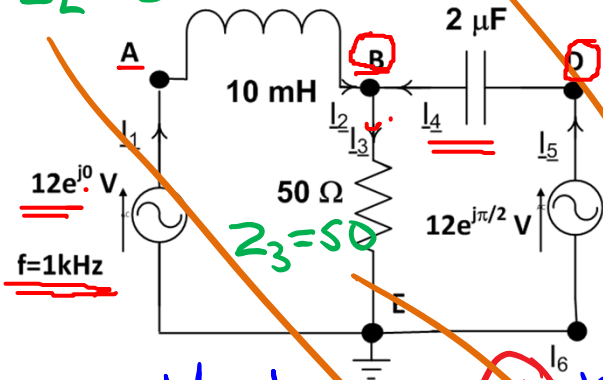 A
B
D
2 μF
10 mH
I1
I2
I3
I4
I5
12e^j0 V
50 Ω
12e^jπ/2 V
Z3=50
f=1kHz
E
I6